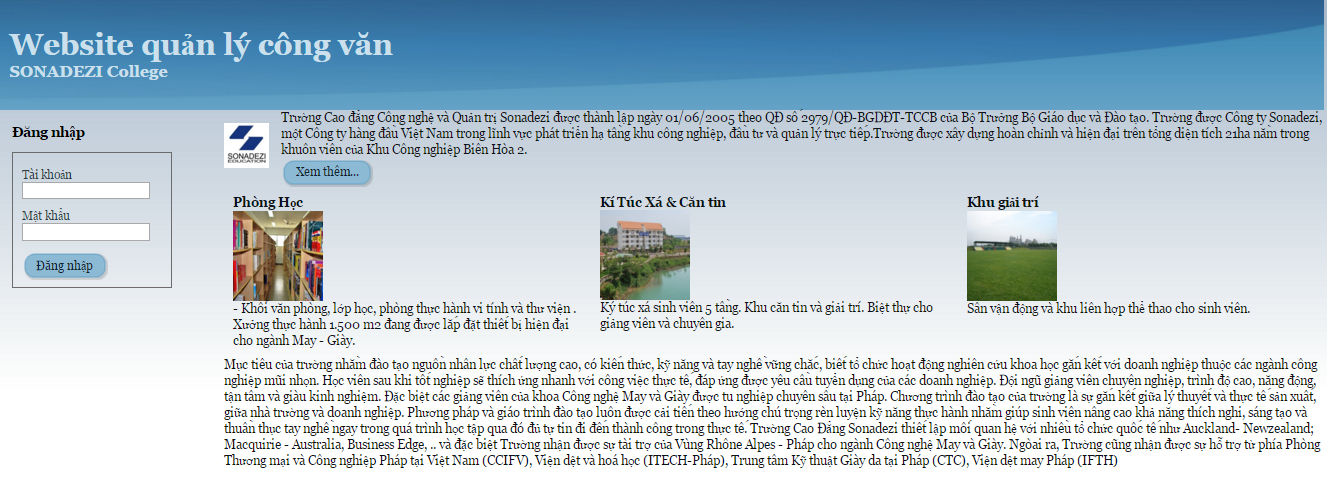 Website quản lý công văn
SONADEZI College
Đăng nhập
Tài khoản
Mật khẩu
Đăng nhập
SONADEZI
EDUCATION
Trường Cao đẳng Công nghệ và Quản trị Sonadezi được thành lập ngày 01/06/2005 theo QĐ số 2979/QĐ-BGDĐT-TCCB của Bộ Trưởng Bộ Giáo dục và Đào tạo. Trường được Công ty Sonadezi,
một Công ty hàng đầu Việt Nam trong lĩnh vực phát triển hạ tầng khu công nghiệp, đầu tư và quản lý trực tiếp.Trường được xây dựng hoàn chỉnh và hiện đại trên tổng diện tích 21ha nằm trong
khuôn viên của Khu Công nghiệp Biên Hòa 2.
Xem thêm...
Phòng Học
- Khối văn phòng, lớp học, phòng thực hành vi tính và thư viện .
Xưởng thực hành 1.500 m2 đang được lắp đặt thiết bị hiện đại
cho ngành May - Giày.
Kí Túc Xá & Căn tin
Ký túc xá sinh viên 5 tầng. Khu căn tin và giải trí. Biệt thự cho
giảng viên và chuyên gia.
Khu giải trí
Sân vận động và khu liên hợp thể thao cho sinh viên.
Mục tiêu của trường nhằm đào tạo nguồn nhân lực chất lượng cao, có kiến thức, kỹ năng và tay nghề vững chắc, biết tổ chức hoạt động nghiên cứu khoa học gắn kết với doanh nghiệp thuộc các ngành công
nghiệp mũi nhọn. Học viên sau khi tốt nghiệp sẽ thích ứng nhanh với công việc thực tế, đáp ứng được yêu cầu tuyển dụng của các doanh nghiệp. Đội ngũ giảng viên chuyên nghiệp, trình độ cao, năng động,
tận tâm và giàu kinh nghiệm. Đặc biệt các giảng viên của khoa Công nghệ May và Giày được tu nghiệp chuyên sâu tại Pháp. Chương trình đào tạo của trường là sự gắn kết giữa lý thuyết và thực tế sản xuất,
giữa nhà trường và doanh nghiệp. Phương pháp và giáo trình đào tạo luôn được cải tiến theo hướng chú trọng rèn luyện kỹ năng thực hành nhằm giúp sinh viên nâng cao khả năng thích nghi, sáng tạo và
thuần thục tay nghề ngay trong quá trình học tập qua đó đủ tự tin đi đến thành công trong thực tế. Trường Cao Đẳng Sonadezi thiết lập mối quan hệ với nhiều tổ chức quốc tế như Auckland- Newzealand;
Macquirie - Australia, Business Edge, .. và đặc biệt Trường nhận được sự tài trợ của Vùng Rhône Alpes - Pháp cho ngành Công nghệ May và Giày. Ngoài ra, Trường cũng nhận được sự hỗ trợ từ phía Phòng
Thương mại và Công nghiệp Pháp tại Việt Nam (CCIFV), Viện dệt và hoá học (ITECH-Pháp), Trung tâm Kỹ thuật Giày da tại Pháp (CTC), Viện dệt may Pháp (IFTH)